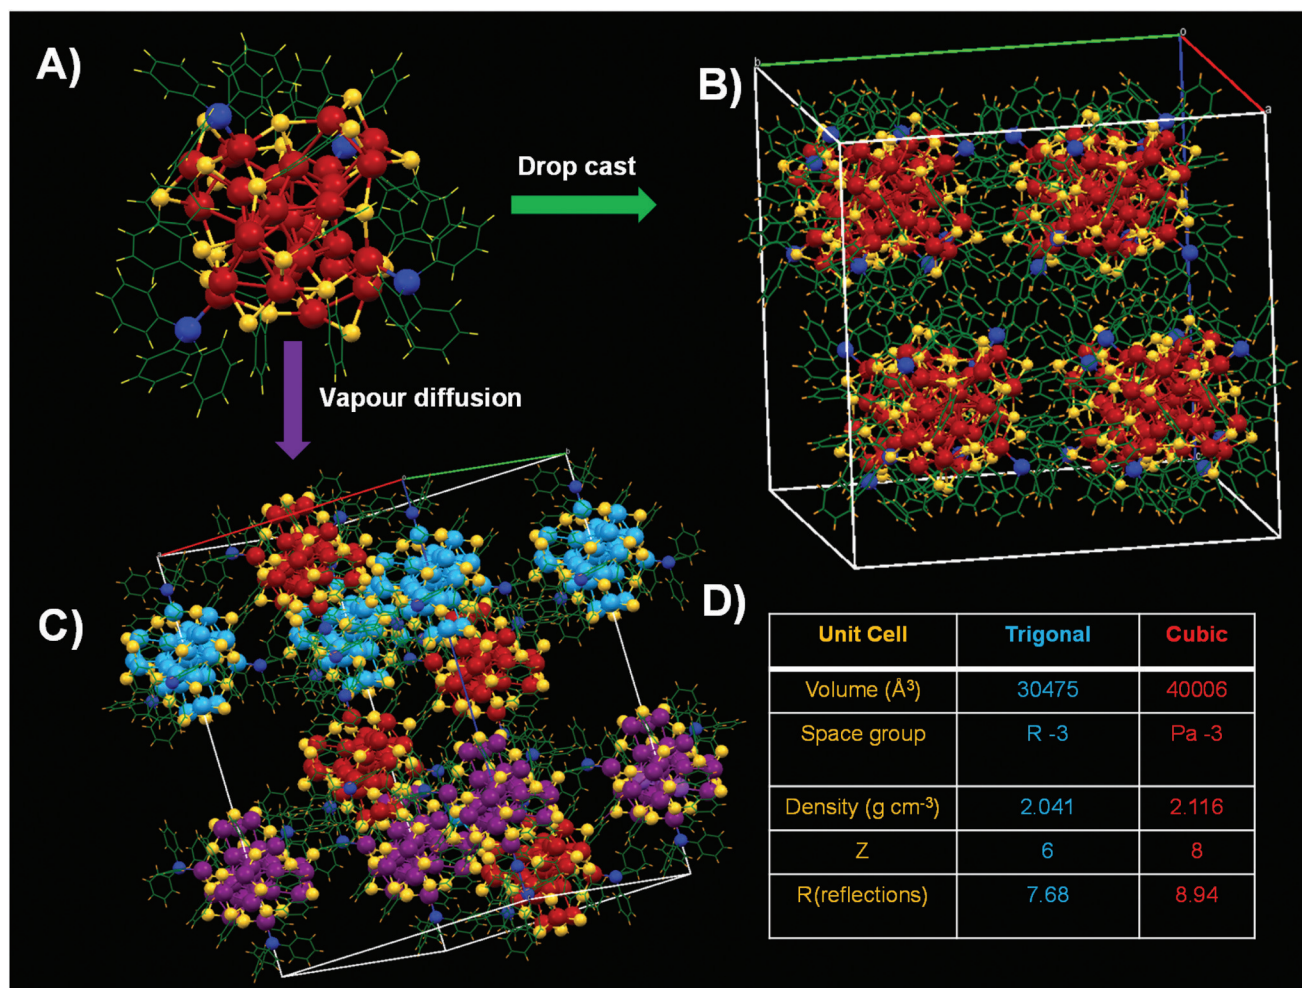 A)
Drop cast
B)
o
b
a
c
Vapour diffusion
C)
a
c
b
D)
Unit Cell Trigonal Cubic
Volume (Å³) 30475 40006
Space group R -3 Pa -3
Density (g cm⁻³) 2.041 2.116
Z 6 8
R(reflections) 7.68 8.94